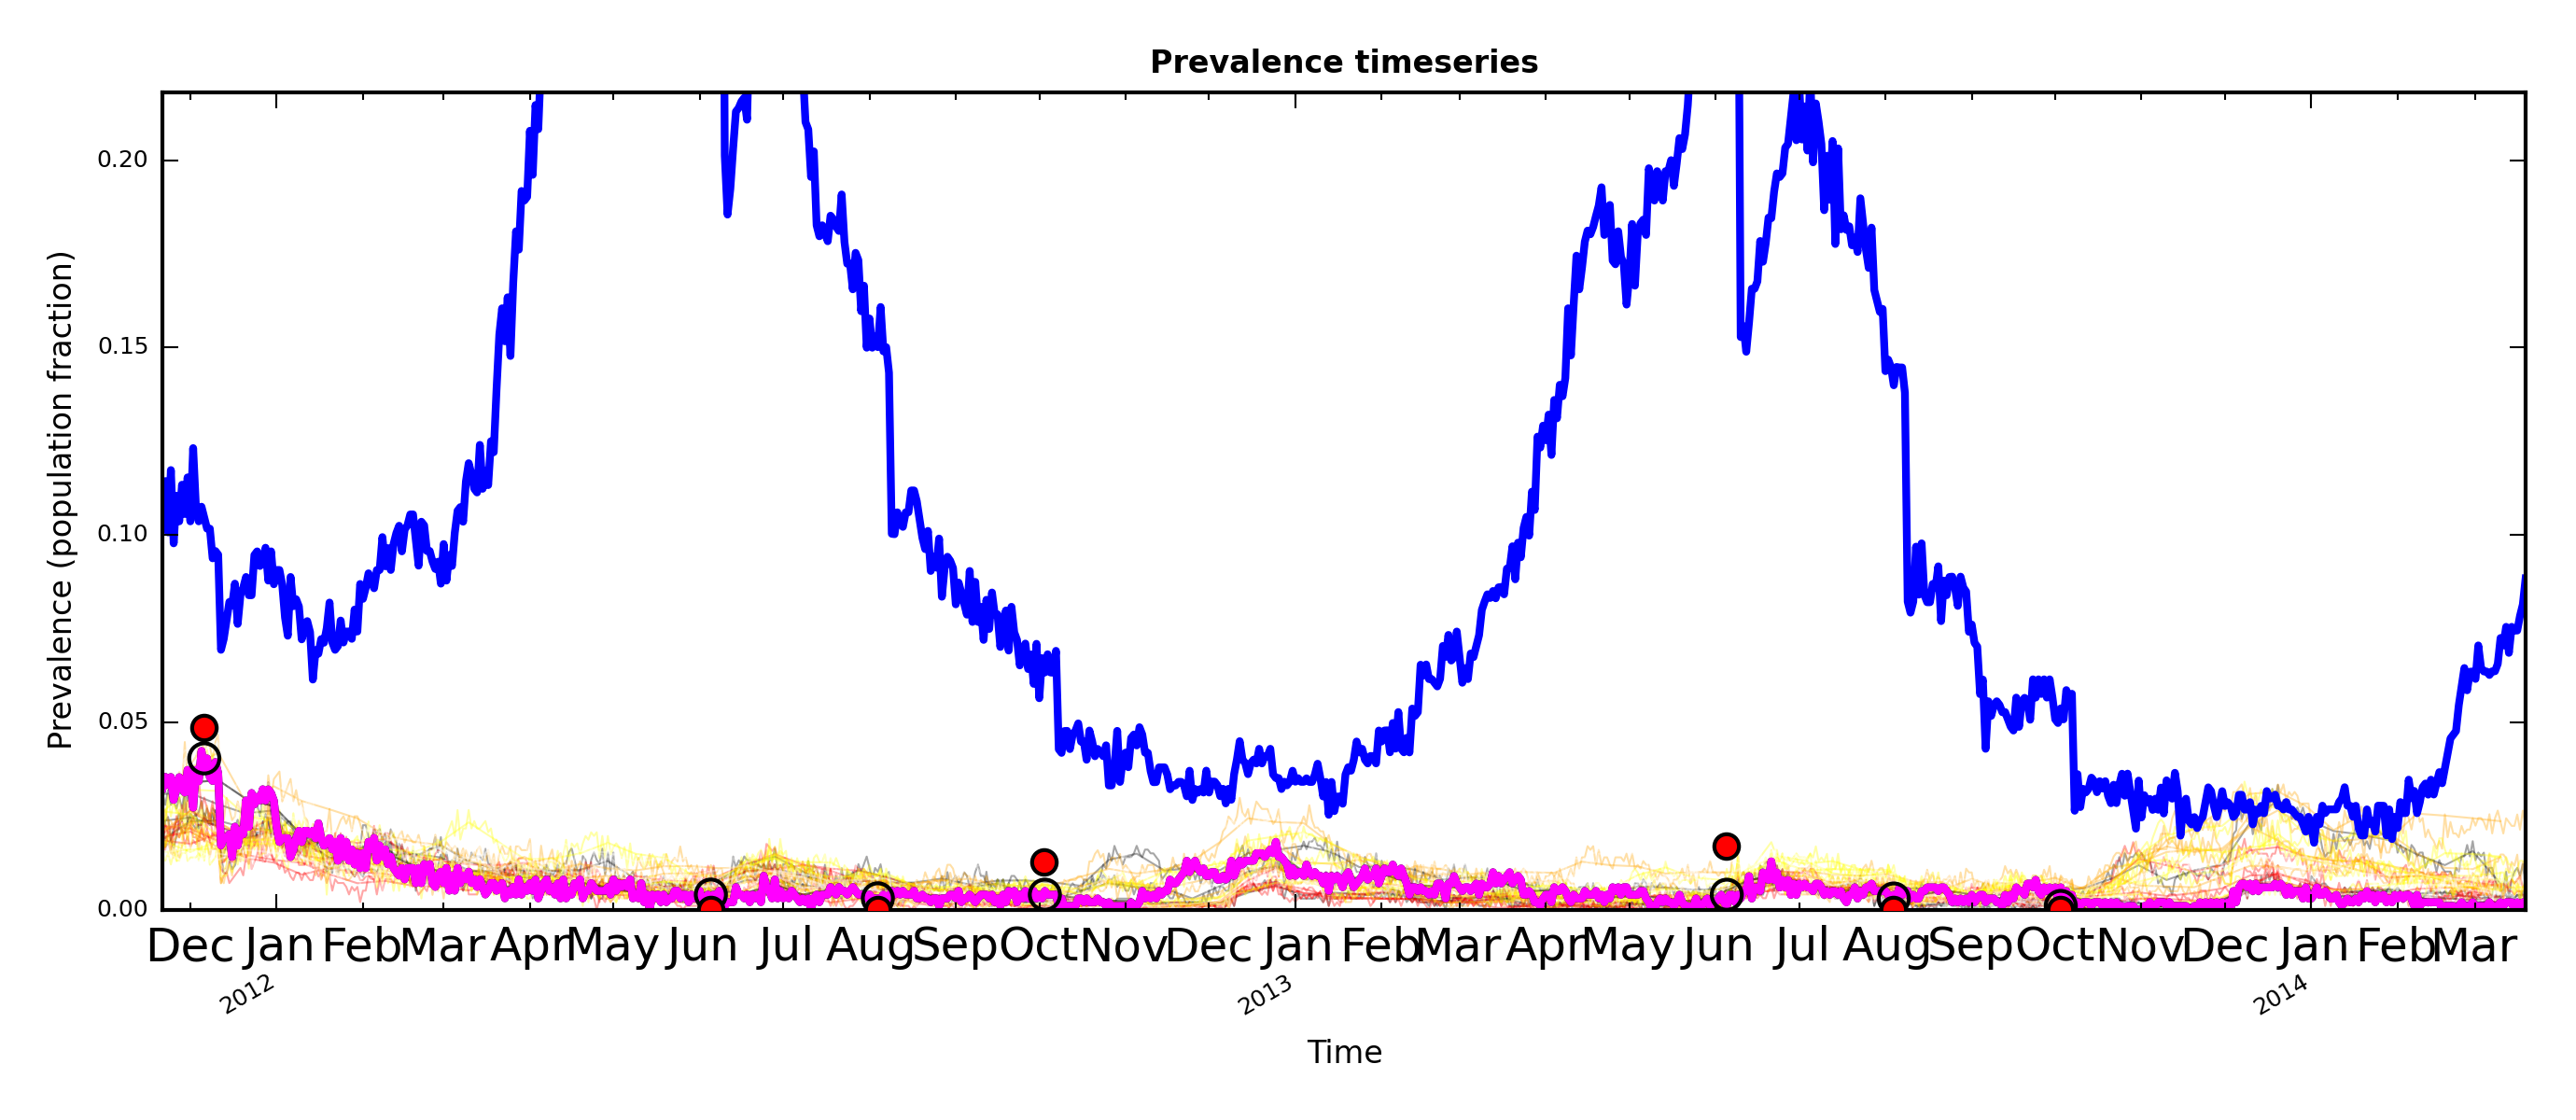 Prevalence timeseries
Prevalence (population fraction)
0.20
0.15
0.10
0.05
0.00
Dec Jan Feb Mar Apr May Jun Jul Aug Sep Oct Nov Dec Jan Feb Mar Apr May Jun Jul Aug Sep Oct Nov Dec Jan Feb Mar
2012 2013 2014
Time